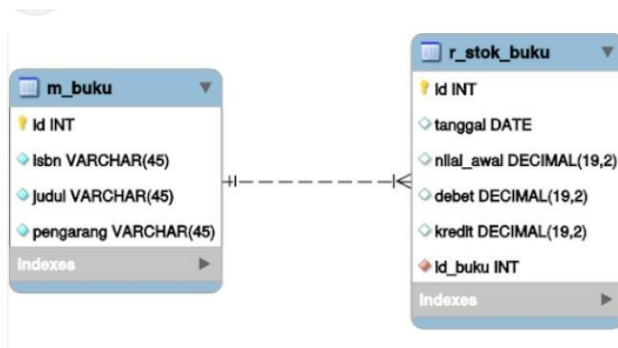 m_buku
id INT
isbn VARCHAR(45)
judul VARCHAR(45)
pengarang VARCHAR(45)
Indexes
r_stok_buku
id INT
tanggal DATE
nilai_awal DECIMAL(19,2)
debet DECIMAL(19,2)
kredit DECIMAL(19,2)
id_buku INT
Indexes